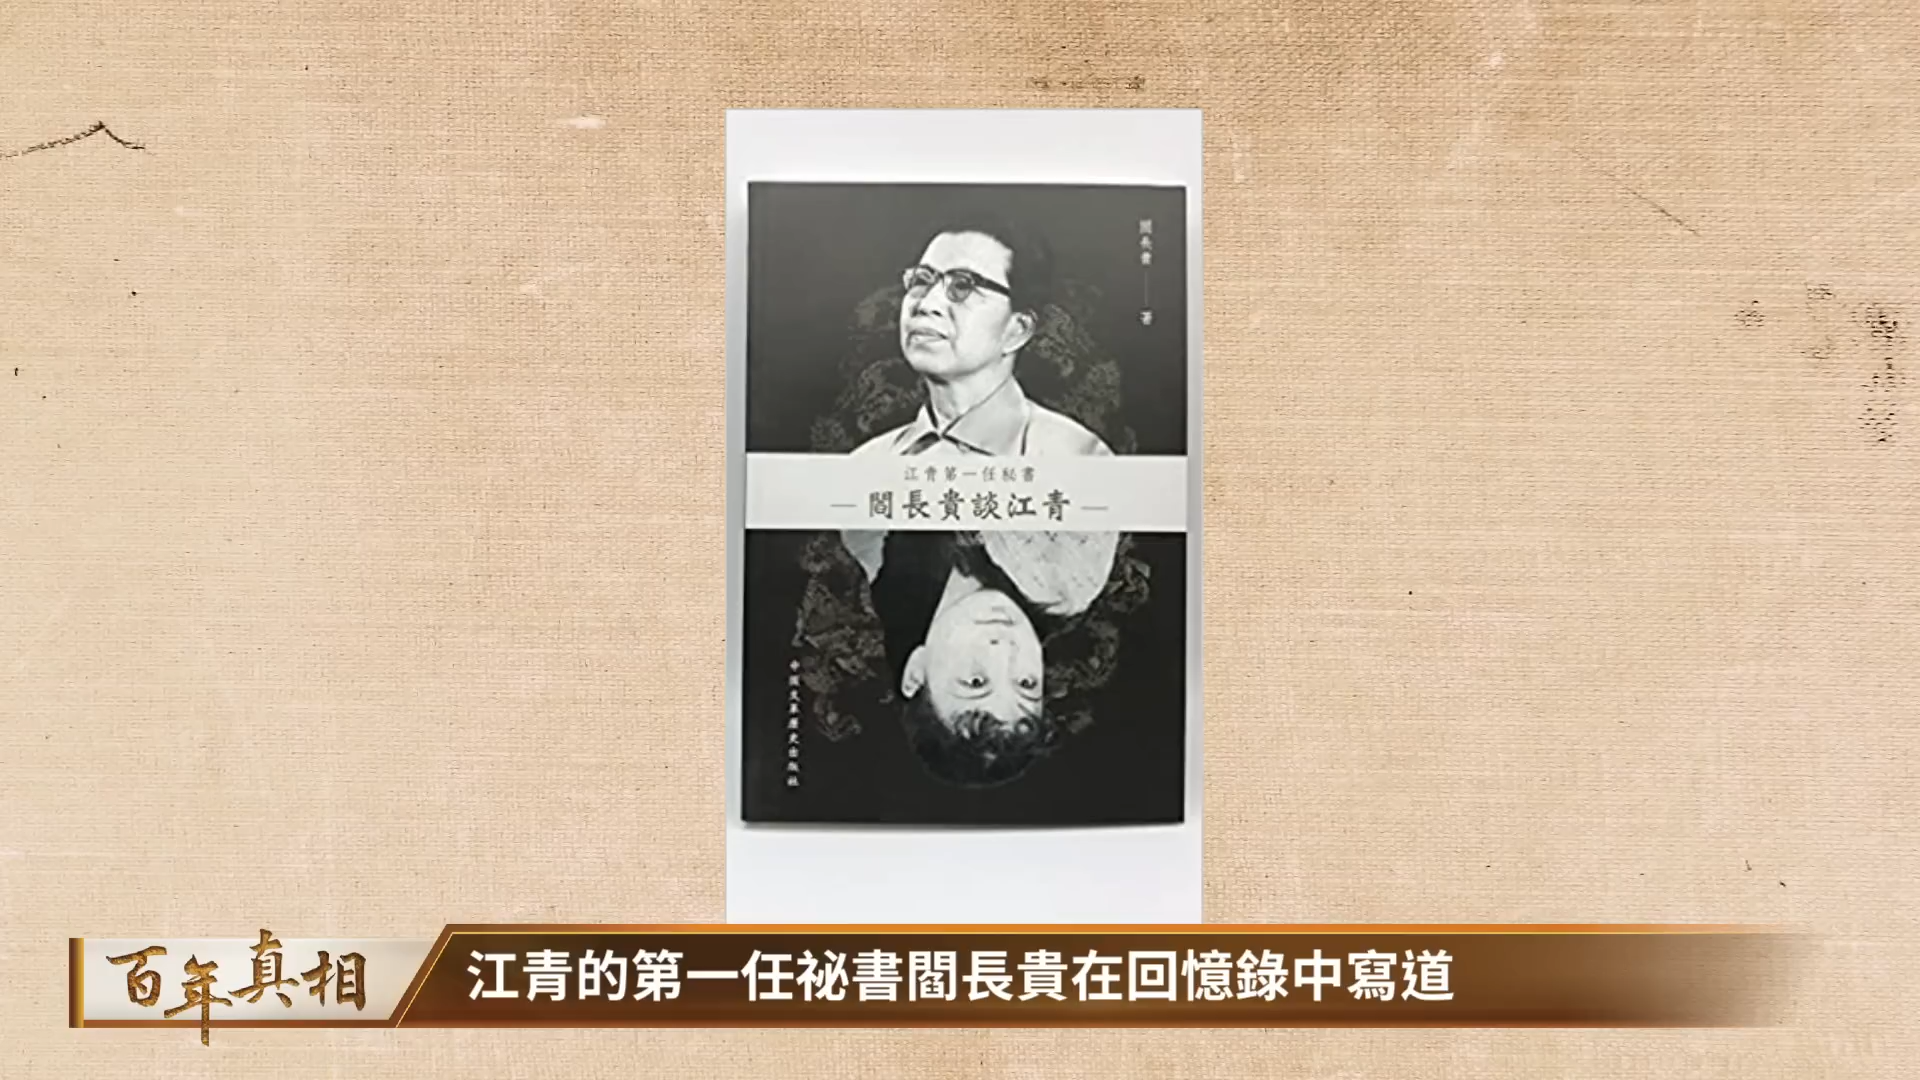 閻長貴——著
江青第一任秘書
—閻長貴談江青—
中國文革歷史出版社
百年真相
江青的第一任祕書閻長貴在回憶錄中寫道